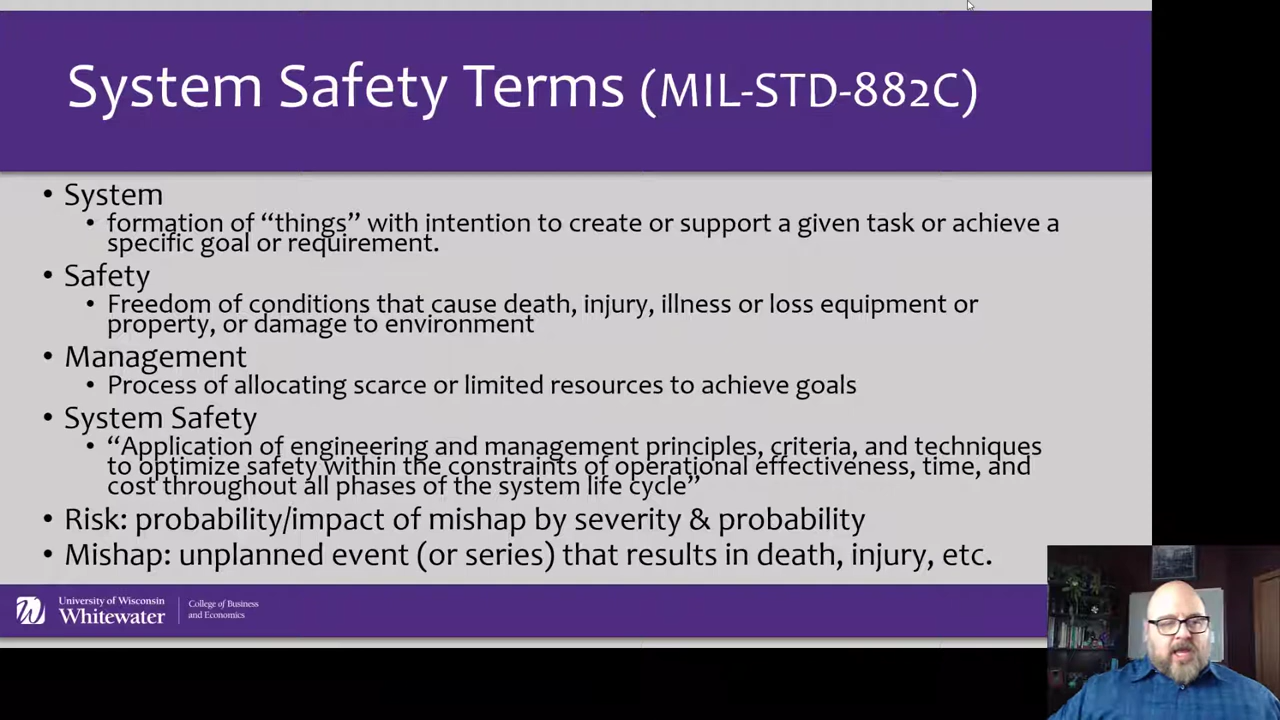 System Safety Terms (MIL-STD-882C)
• System
• formation of “things” with intention to create or support a given task or achieve a
specific goal or requirement.
• Safety
• Freedom of conditions that cause death, injury, illness or loss equipment or
property, or damage to environment
• Management
• Process of allocating scarce or limited resources to achieve goals
• System Safety
• “Application of engineering and management principles, criteria, and techniques
to optimize safety within the constraints of operational effectiveness, time, and
cost throughout all phases of the system life cycle”
• Risk: probability/impact of mishap by severity & probability
• Mishap: unplanned event (or series) that results in death, injury, etc.
University of Wisconsin
Whitewater
College of Business
and Economics